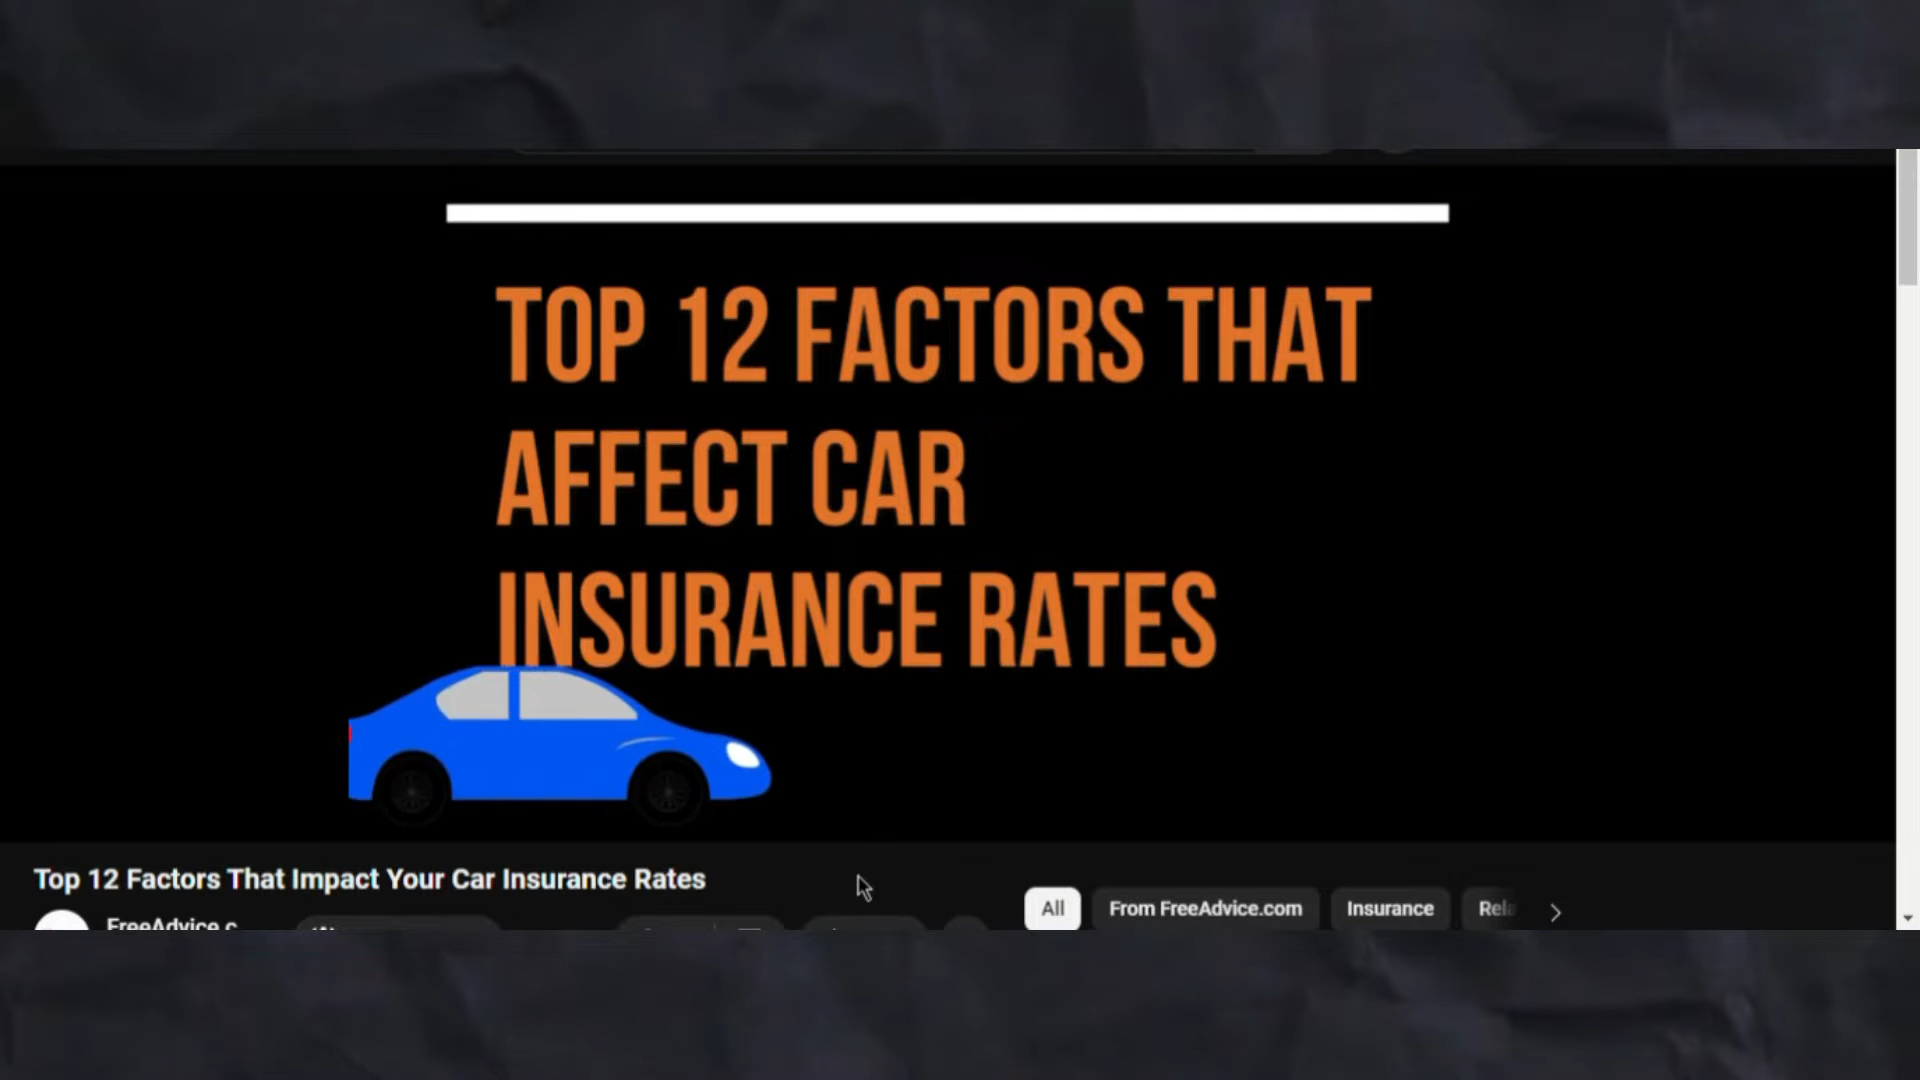 TOP 12 FACTORS THAT
AFFECT CAR
INSURANCE RATES
Top 12 Factors That Impact Your Car Insurance Rates
FreeAdvice.c
All
From FreeAdvice.com
Insurance